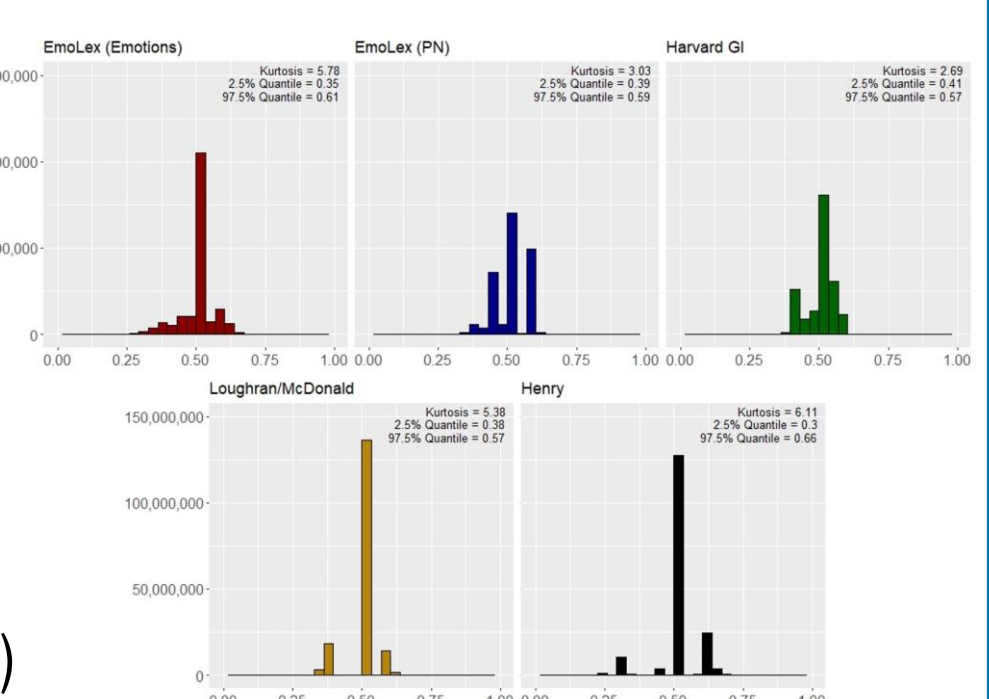 EmoLex (Emotions)
EmoLex (PN)
Harvard GI
Kurtosis = 5.78
2.5% Quantile = 0.35
97.5% Quantile = 0.61
Kurtosis = 3.03
2.5% Quantile = 0.39
97.5% Quantile = 0.59
Kurtosis = 2.69
2.5% Quantile = 0.41
97.5% Quantile = 0.57
00,000
00,000
00,000
0
0.00 0.25 0.50 0.75 1.00
0.00 0.25 0.50 0.75 1.00
0.00 0.25 0.50 0.75 1.00
Loughran/McDonald
Henry
Kurtosis = 5.38
2.5% Quantile = 0.38
97.5% Quantile = 0.57
Kurtosis = 6.11
2.5% Quantile = 0.3
97.5% Quantile = 0.66
150,000,000
100,000,000
50,000,000
0
)